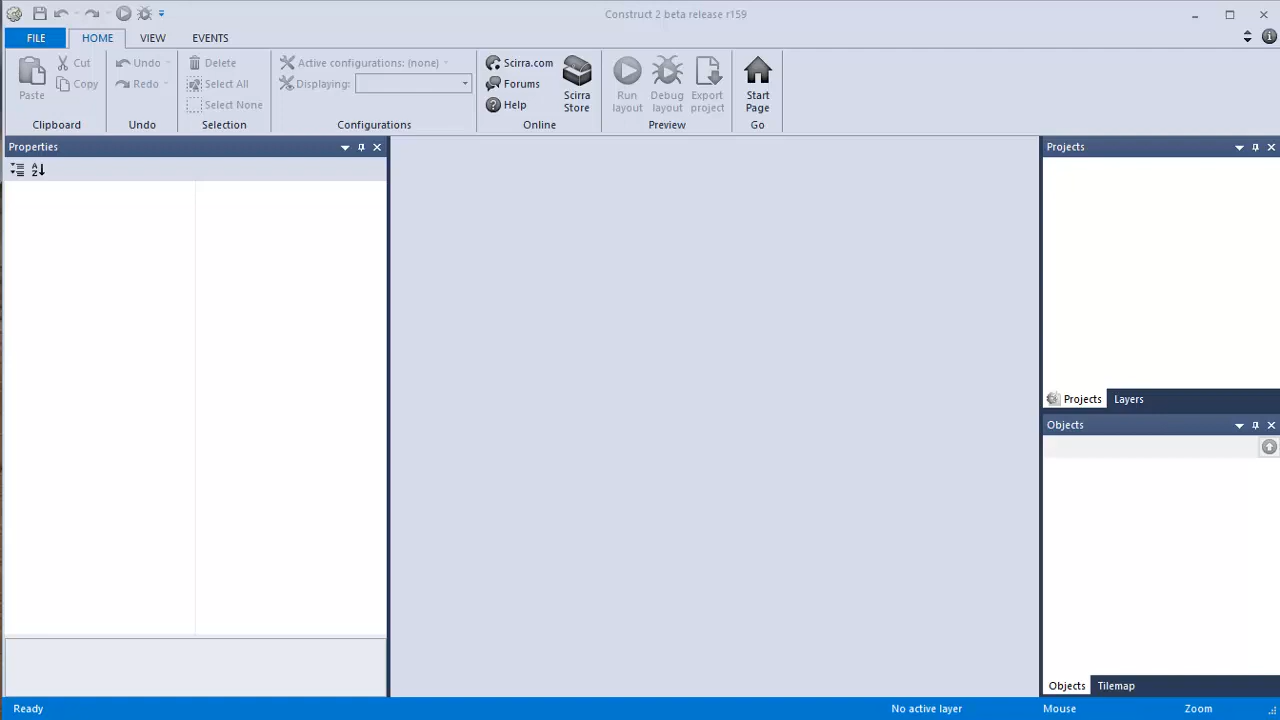 Construct 2 beta release r159
FILE HOME VIEW EVENTS
Paste Cut Copy Clipboard
Undo Redo Undo
Delete Select All Select None Selection
Active configurations: (none)
Displaying:
Configurations
Scirra.com Forums Help Scirra Store Online
Run layout Debug layout Export project Preview
Start Page Go
Properties
Projects
Projects Layers
Objects
Objects Tilemap
Ready No active layer Mouse Zoom